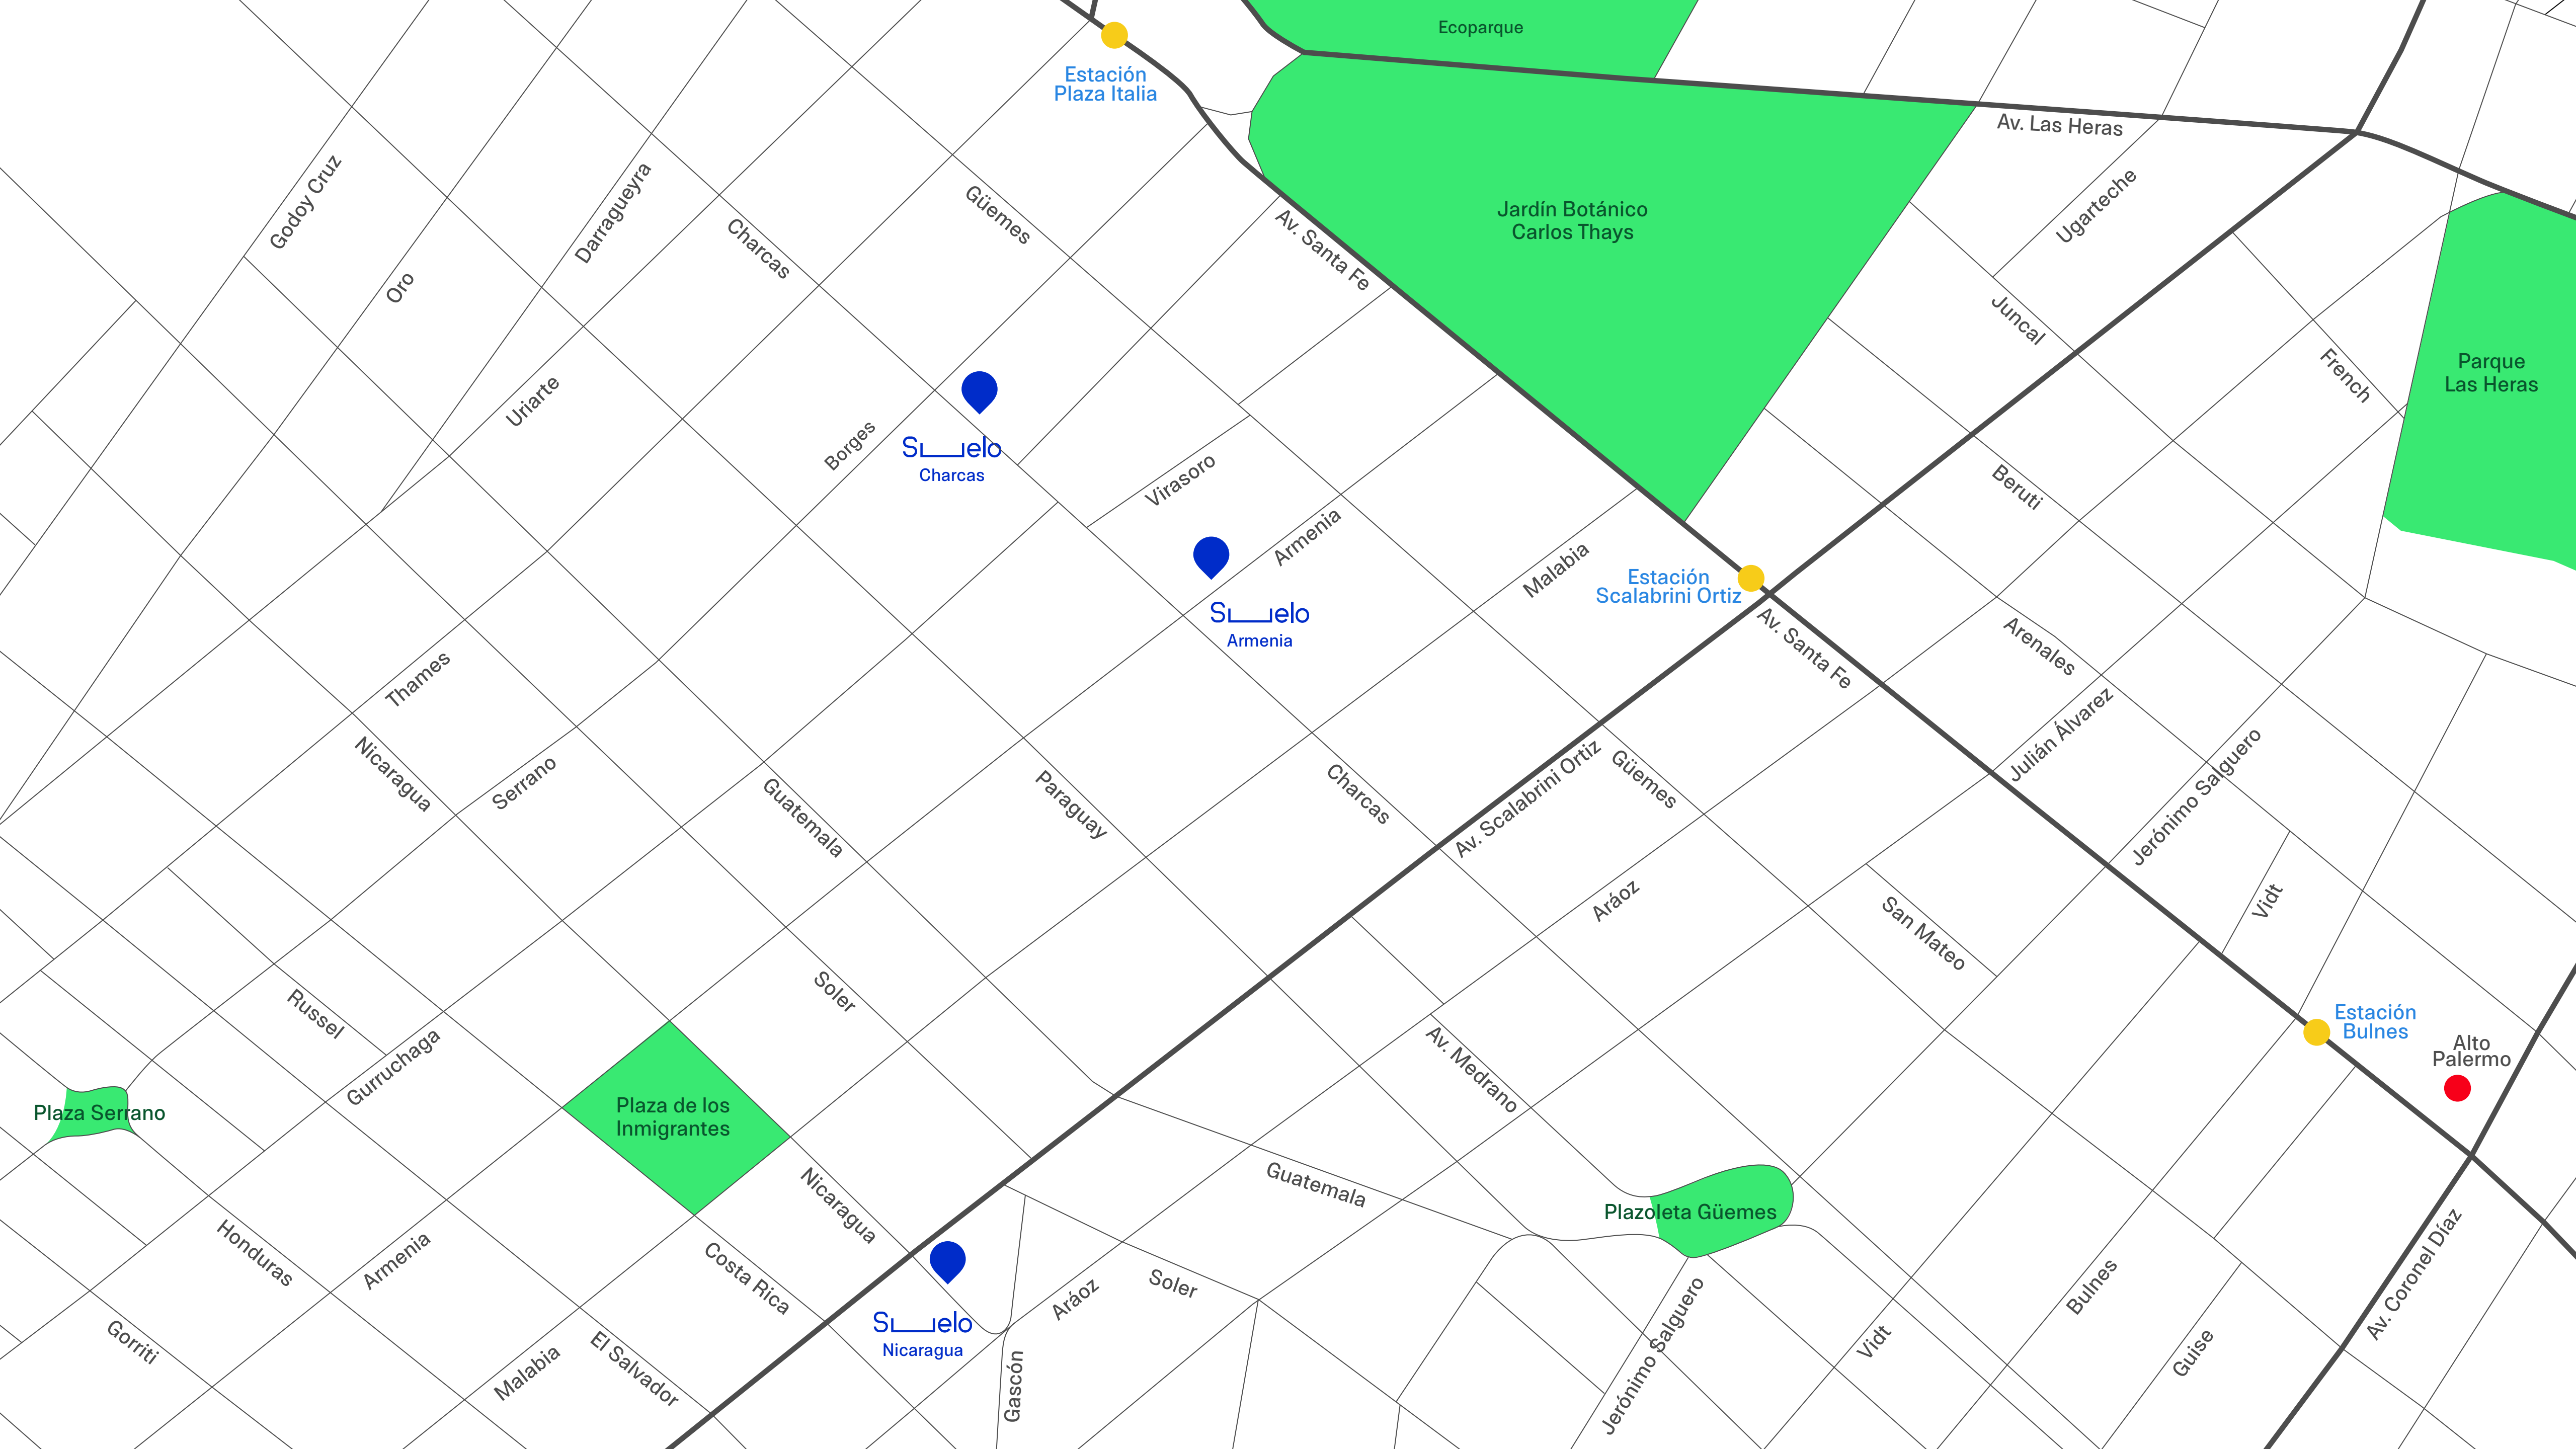 Ecoparque
Estación
Plaza Italia
Av. Las Heras
Godoy Cruz
Oro
Darragueyra
Charcas
Güemes
Av. Santa Fe
Jardín Botánico
Carlos Thays
Ugarteche
Juncal
French
Parque
Las Heras
Uriarte
Borges
S__elo
Charcas
Virasoro
Armenia
Malabia
Beruti
S__elo
Armenia
Estación
Scalabrini Ortiz
Av. Santa Fe
Arenales
Julián Álvarez
Jerónimo Salguero
Thames
Nicaragua
Serrano
Guatemala
Paraguay
Charcas
Av. Scalabrini Ortiz
Güemes
Aráoz
San Mateo
Vidt
Soler
Russel
Gurruchaga
Estación
Bulnes
Alto
Palermo
Plaza Serrano
Plaza de los
Inmigrantes
Av. Medrano
Guatemala
Plazoleta Güemes
Nicaragua
Honduras
Armenia
Costa Rica
Soler
Aráoz
S__elo
Nicaragua
Gorriti
Malabia
El Salvador
Gascón
Jerónimo Salguero
Vidt
Bulnes
Guise
Av. Coronel Díaz